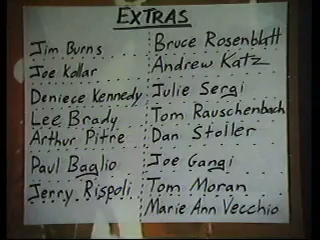 EXTRAS
Jim Burns
Joe Kollar
Deniece Kennedy
Lee Brady
Arthur Pitre
Paul Baglio
Jerry Rispoli
Bruce Rosenblatt
Andrew Katz
Julie Sergi
Tom Rauschenbach
Dan Stoller
Joe Gangi
Tom Moran
Marie Ann Vecchio